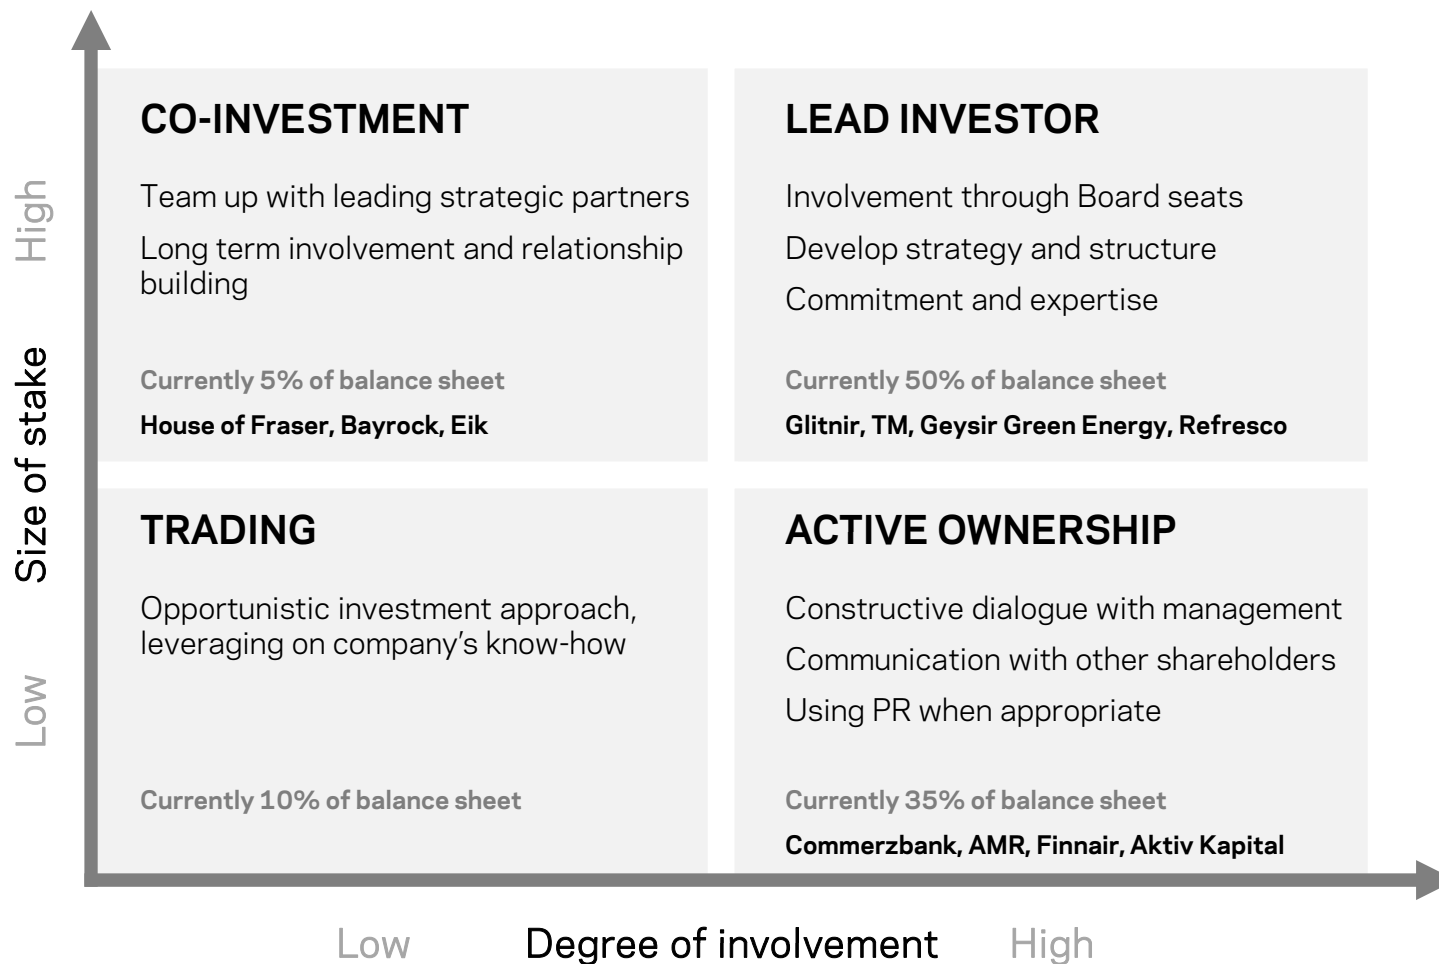 CO-INVESTMENT
Team up with leading strategic partners
Long term involvement and relationship
building
Currently 5% of balance sheet
House of Fraser, Bayrock, Eik
LEAD INVESTOR
Involvement through Board seats
Develop strategy and structure
Commitment and expertise
Currently 50% of balance sheet
Glitnir, TM, Geysir Green Energy, Refresco
TRADING
Opportunistic investment approach,
leveraging on company’s know-how
Currently 10% of balance sheet
ACTIVE OWNERSHIP
Constructive dialogue with management
Communication with other shareholders
Using PR when appropriate
Currently 35% of balance sheet
Commerzbank, AMR, Finnair, Aktiv Kapital
High
Size of stake
Low
Low
Degree of involvement
High